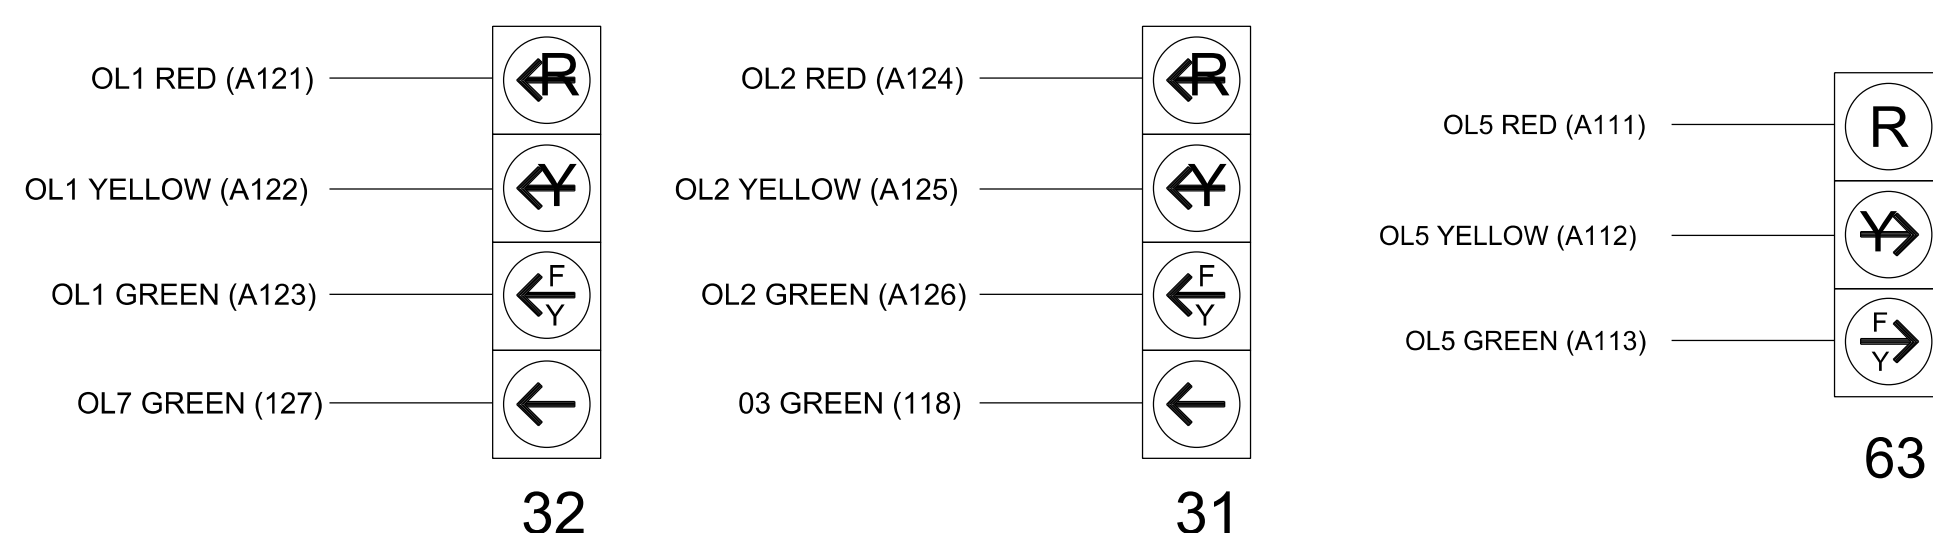 OL1 RED (A121)
R
OL1 YELLOW (A122)
Y
OL1 GREEN (A123)
F
Y
OL7 GREEN (127)
32
OL2 RED (A124)
R
OL2 YELLOW (A125)
Y
OL2 GREEN (A126)
F
Y
03 GREEN (118)
31
OL5 RED (A111)
R
OL5 YELLOW (A112)
Y
OL5 GREEN (A113)
F
Y
63